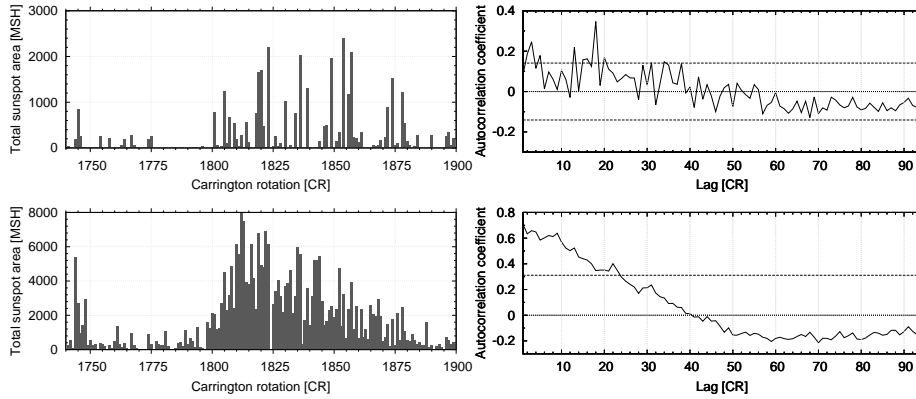 Total sunspot area [MSH]
3000
2000
1000
0
1750 1775 1800 1825 1850 1875 1900
Carrington rotation [CR]
Autocorrelation coefficient
0.4
0.2
0
-0.2
10 20 30 40 50 60 70 80 90
Lag [CR]
Total sunspot area [MSH]
8000
6000
4000
2000
0
1750 1775 1800 1825 1850 1875 1900
Carrington rotation [CR]
Autocorrelation coefficient
0.8
0.6
0.4
0.2
0
-0.2
10 20 30 40 50 60 70 80 90
Lag [CR]